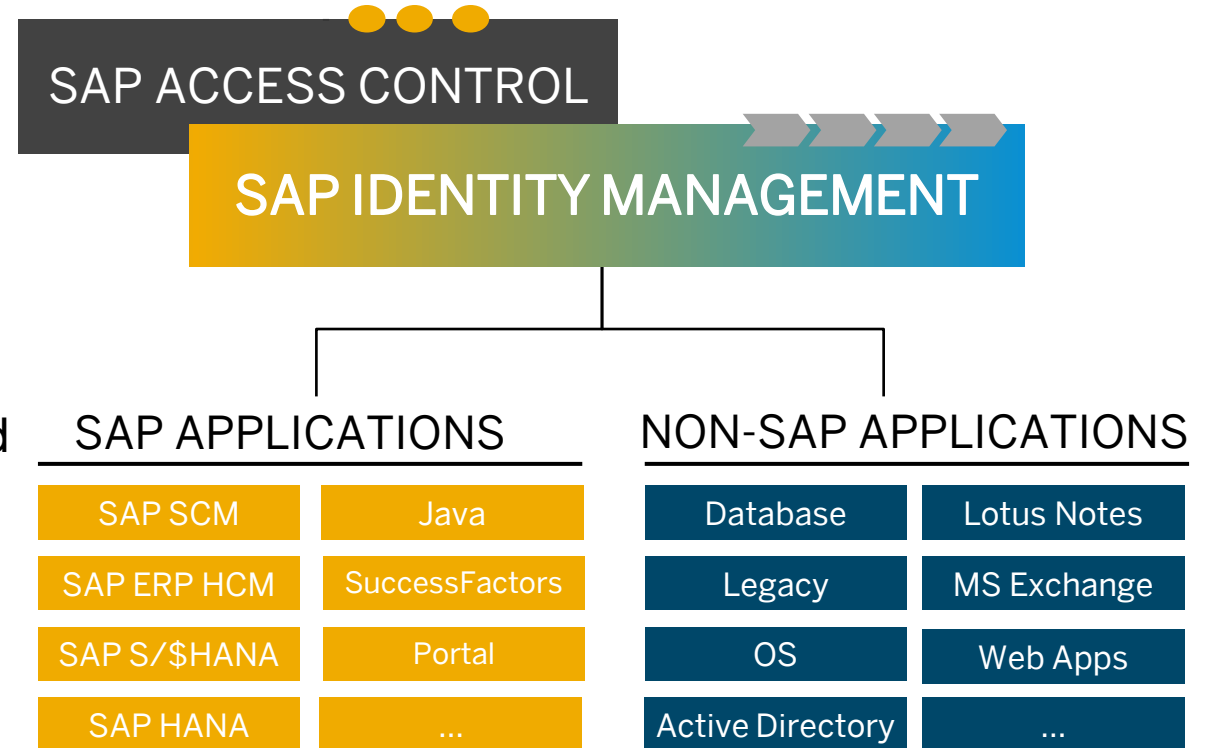 SAP ACCESS CONTROL
SAP IDENTITY MANAGEMENT
SAP APPLICATIONS
SAP SCM
Java
SAP ERP HCM
SuccessFactors
SAP S/$HANA
Portal
SAP HANA
...
NON-SAP APPLICATIONS
Database
Lotus Notes
Legacy
MS Exchange
OS
Web Apps
Active Directory
...